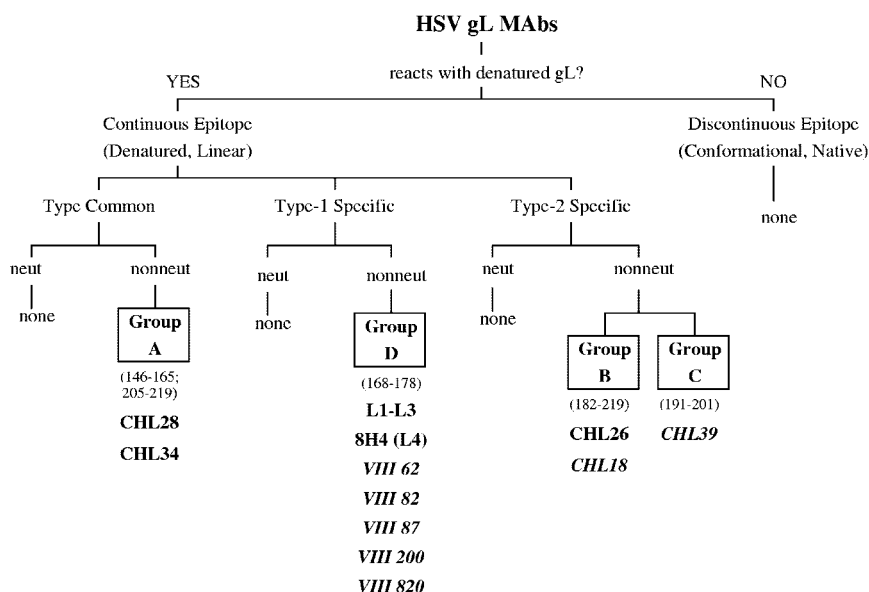 HSV gL MAbs
reacts with denatured gL?
YES
NO
Continuous Epitope
(Denatured, Linear)
Discontinuous Epitope
(Conformational, Native)
none
Type Common
Type-1 Specific
Type-2 Specific
neut
nonneut
neut
nonneut
neut
nonneut
none
Group
A
(146-165;
205-219)
CHL28
CHL34
none
Group
D
(168-178)
L1-L3
8H4 (L4)
VIII 62
VIII 82
VIII 87
VIII 200
VIII 820
none
Group
B
(182-219)
CHL26
CHL18
Group
C
(191-201)
CHL39